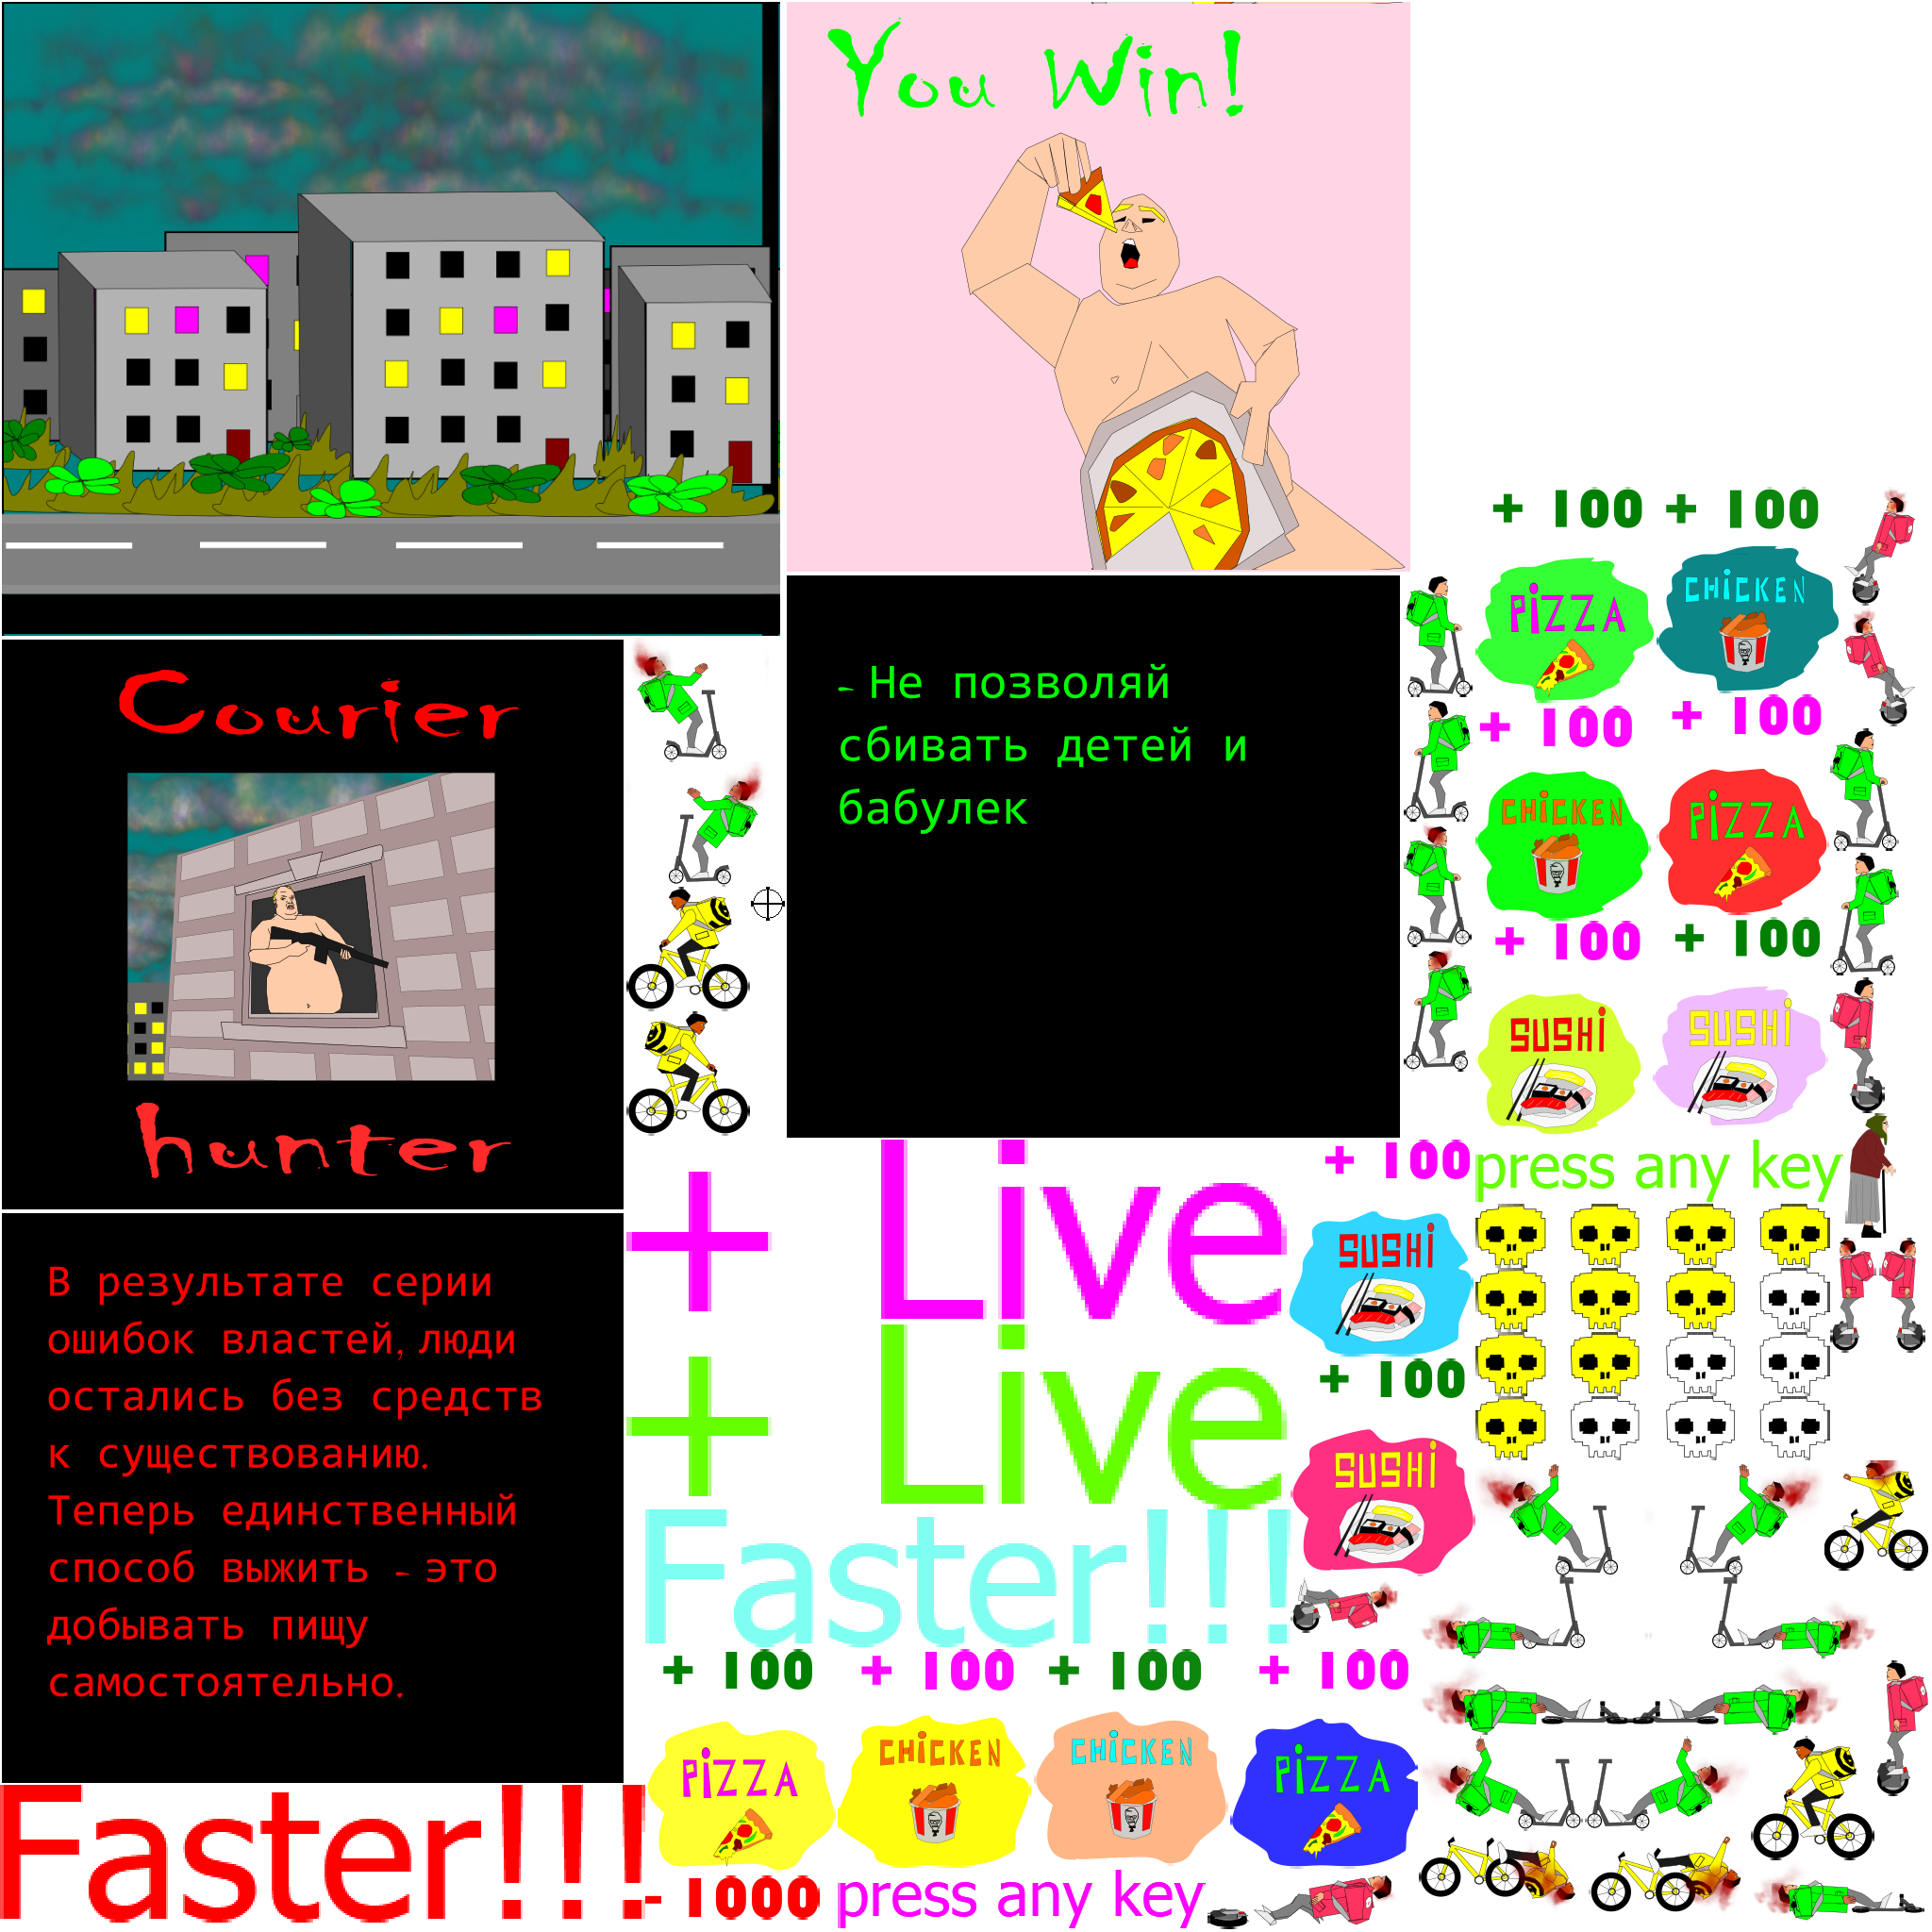 You Win!
Courier
hunter
- Не позволяй
сбивать детей и
бабулек
+ 100 + 100
PiZZA
CHiCKEN
+ 100
+ 100
CHiCKEN
PiZZA
+ 100
+ 100
SUSHi
SUSHi
+ 100
press any key
В результате серии
ошибок властей, люди
остались без средств
к существованию.
Теперь единственный
способ выжить - это
добывать пищу
самостоятельно.
+ Live
+ Live
SUSHi
+ 100
SUSHi
Faster!!!
+ 100
+ 100
+ 100
+ 100
PiZZA
CHiCKEN
CHiCKEN
PiZZA
Faster!!!
- 1000
press any key